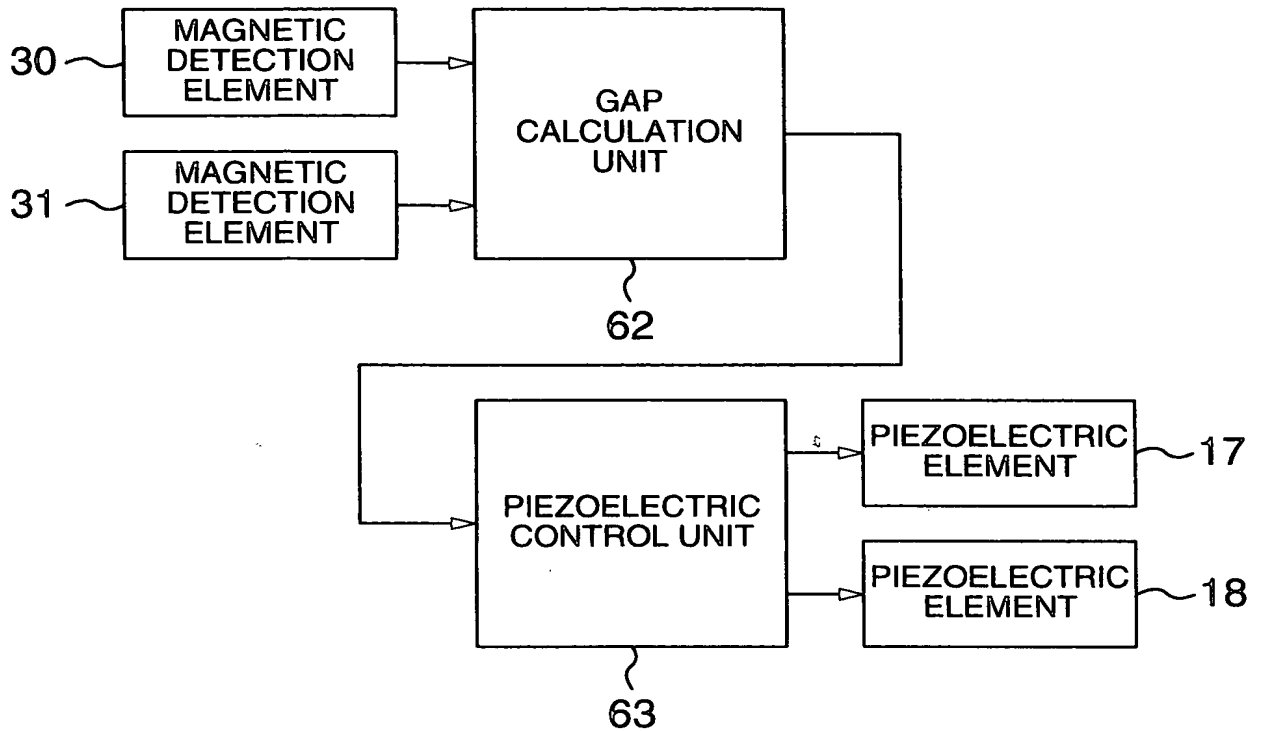 30
MAGNETIC
DETECTION
ELEMENT
31
MAGNETIC
DETECTION
ELEMENT
GAP
CALCULATION
UNIT
62
PIEZOELECTRIC
CONTROL UNIT
63
PIEZOELECTRIC
ELEMENT
17
PIEZOELECTRIC
ELEMENT
18